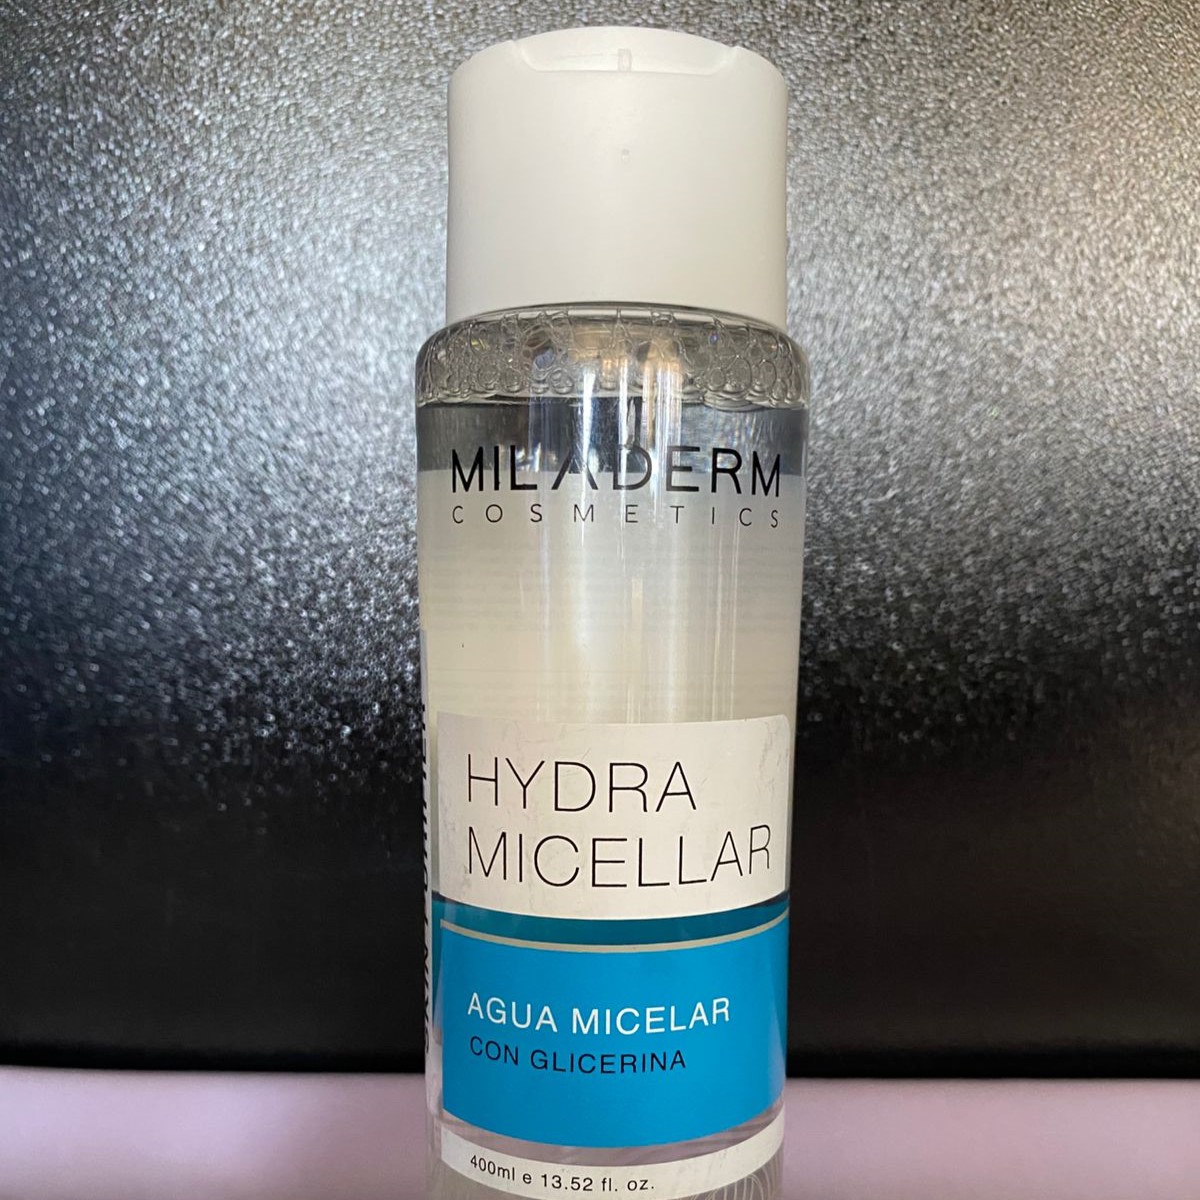 MILADERM
COSMETICS
HYDRA
MICELLAR
AGUA MICELAR
CON GLICERINA
400ml e 13.52 fl. oz.